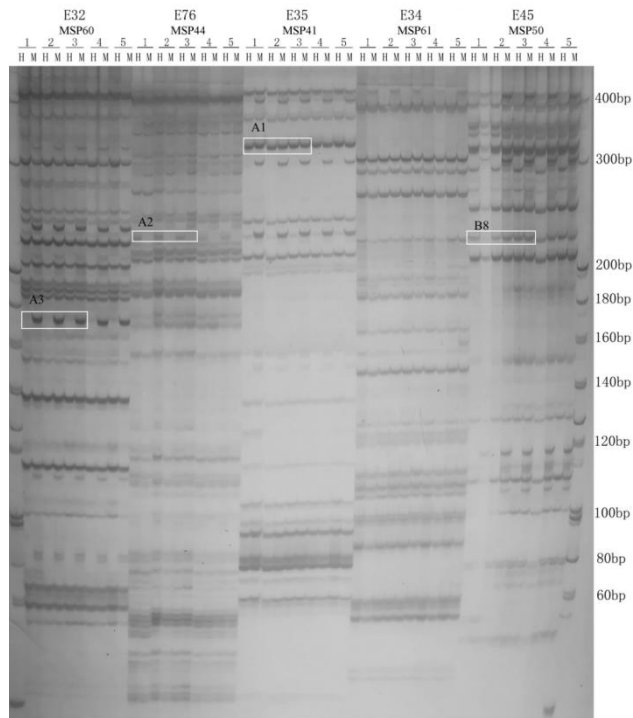 E32 E76 E35 E34 E45
MSP60 MSP44 MSP41 MSP61 MSP50
1 2 3 4 5 1 2 3 4 5 1 2 3 4 5 1 2 3 4 5 1 2 3 4 5
H M H M H M H M H M H M H M H M H M H M H M H M H M H M H M H M H M H M H M H M H M H M H M H M H M
400bp
A1
300bp
A2
B8
200bp
A3
180bp
160bp
140bp
120bp
100bp
80bp
60bp